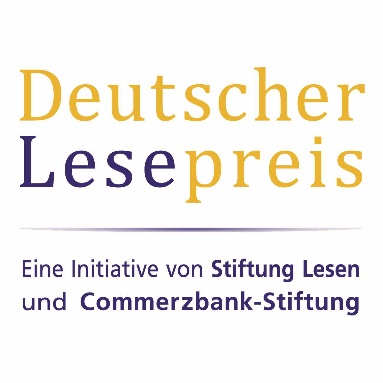 Deutscher
Lesepreis
Eine Initiative von Stiftung Lesen
und Commerzbank-Stiftung